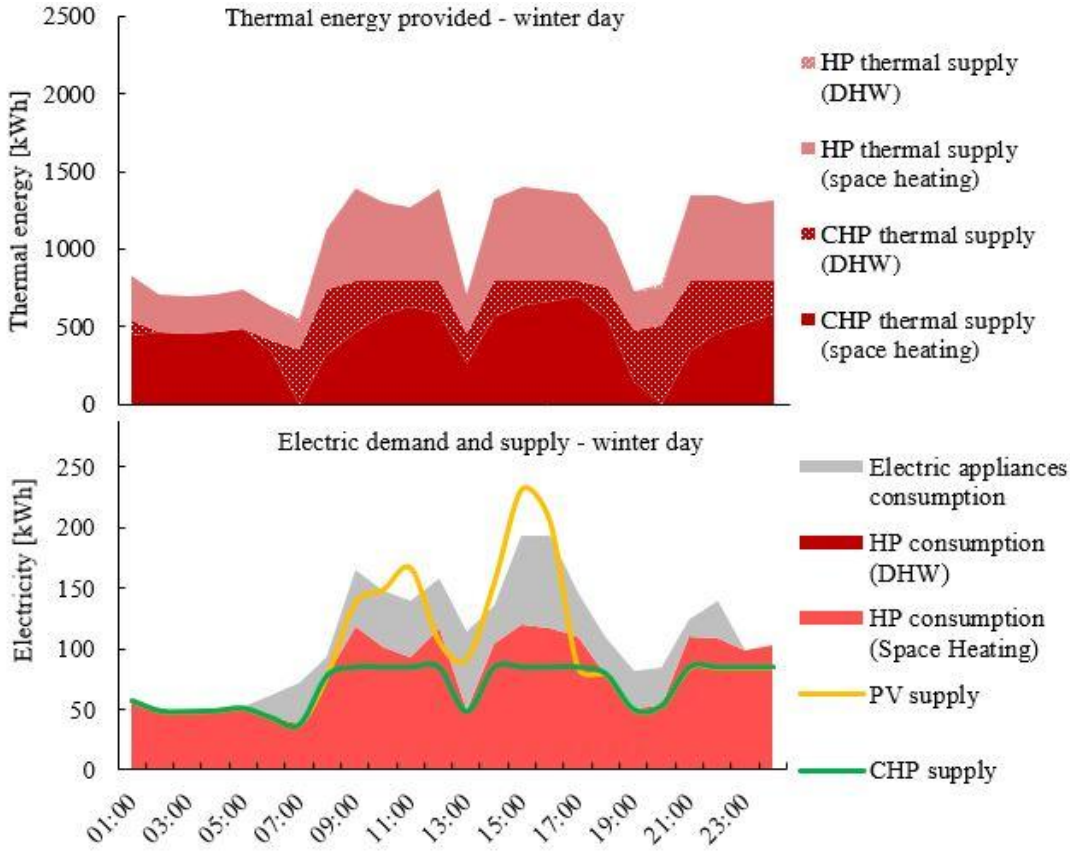 Thermal energy provided - winter day
Thermal energy [kWh]
2500
2000
1500
1000
500
0
HP thermal supply
(DHW)
HP thermal supply
(space heating)
CHP thermal supply
(DHW)
CHP thermal supply
(space heating)
Electric demand and supply - winter day
Electricity [kWh]
250
200
150
100
50
0
01:00
03:00
05:00
07:00
09:00
11:00
13:00
15:00
17:00
19:00
21:00
23:00
Electric appliances
consumption
HP consumption
(DHW)
HP consumption
(Space Heating)
PV supply
CHP supply